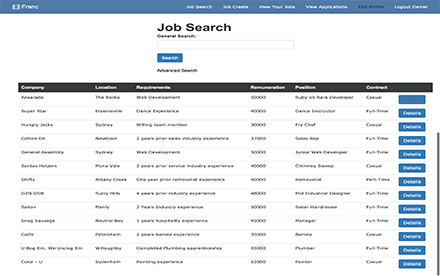 Franc Job Search Job Create View Your Jobs View Applications Edit Works Logout Daniel
Job Search
General Search:
Search
Advanced Search
Company Location Requirements Remuneration Position Contract
Ansarada The Rocks Web Development 50000 Ruby on Rails Developer Casual
Super Star Erskineville Dance Experience 40000 Dance Instructor Full-Time Details
Hungry Jacks Sydney Willing team member 30000 Fry-Chef Casual Details
Cotton On Newtown 2 years prior sales industry experience 37000 Sales Rep Full-Time Details
General Assembly Sydney Web Development 50000 Junior Web Developer Full-Time Details
Santas Helpers Mona Vale 2 years prior service industry experience 40000 Chimney Sweep Casual Details
Shifty Albany Creek One year prior removalist experience 40000 Removalist Part-Time Details
DZN DSN Surry Hills 4 years prior industry experience 48000 Mid Industrial Designer Full-Time Details
Manly 2 Years Industry experience 30000 Salon Hairdresser Full-Time Details
Snag Sausage Neutral Bay 1 years hospitality experience 45000 Manager Full-Time Details
Petersham 2 years barista experience 35000 Barista Casual Details
U Bog Em, We Unclog Em Willoughby Completed Plumbing apprenticeship 55000 Plumber Full-Time Details
Color - U Sydenham Painting experience 52000 Painter Casual Details